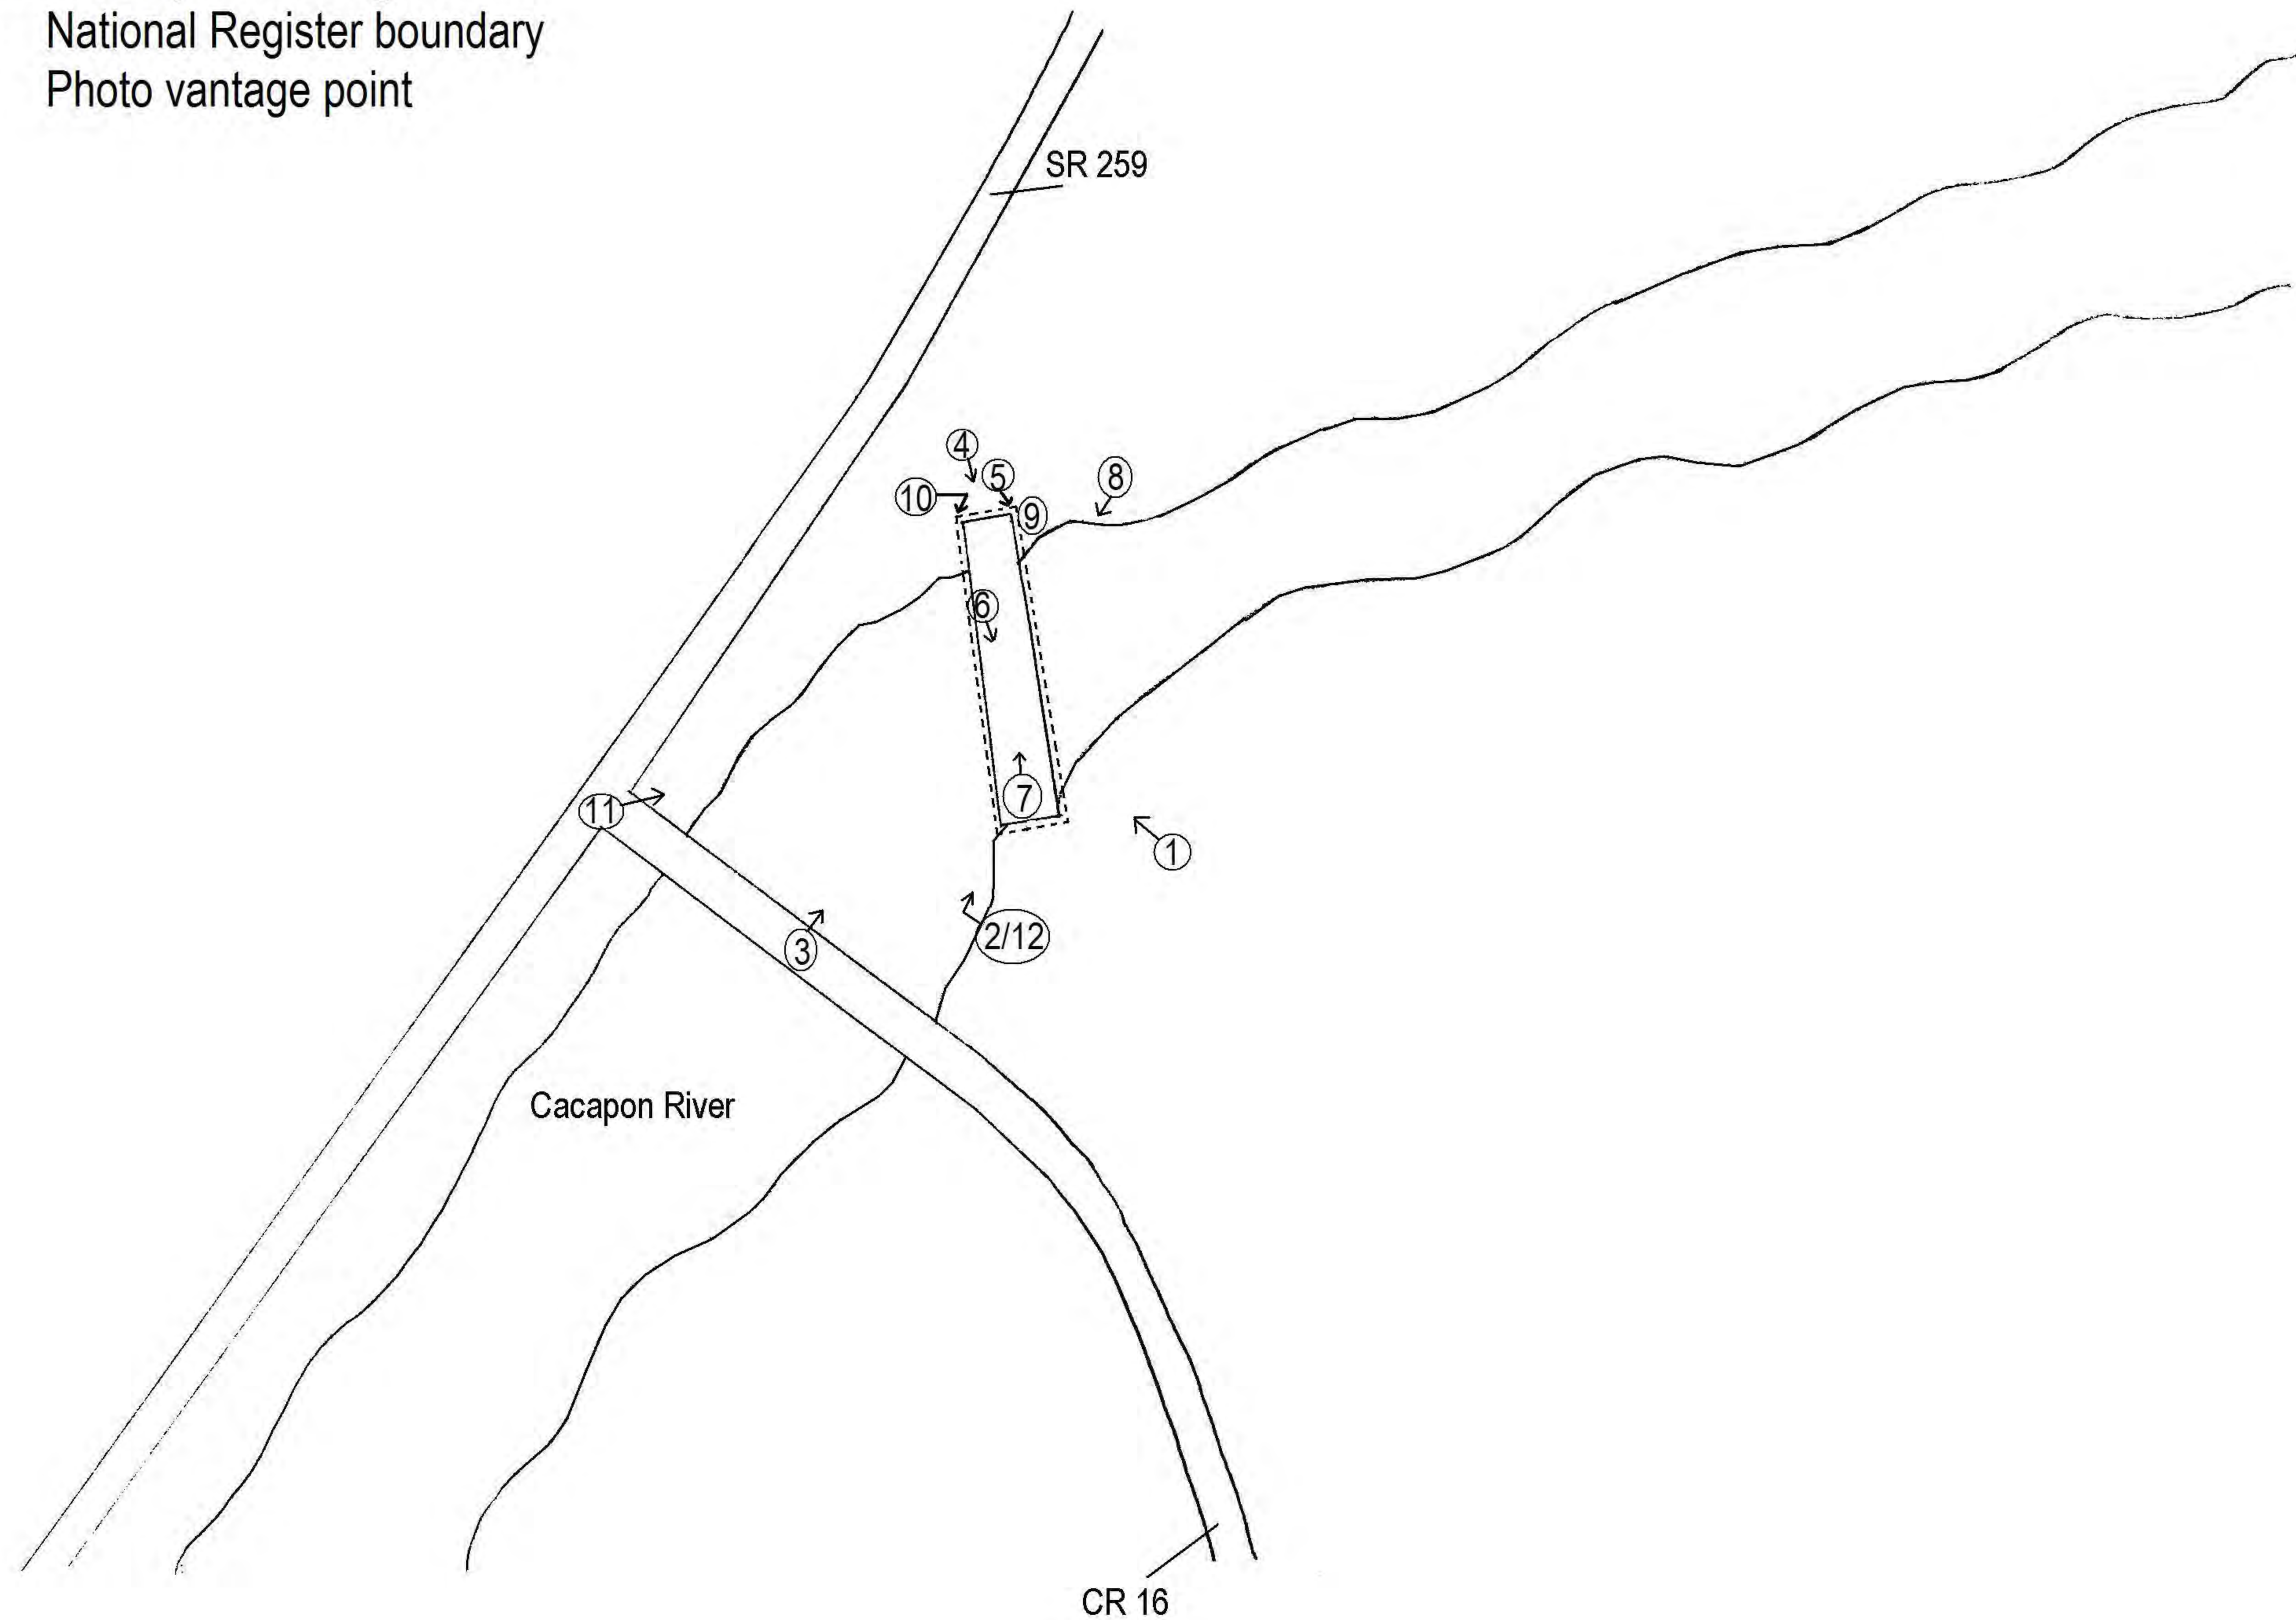 National Register boundary
Photo vantage point
SR 259
4
5
8
10
9
6
7
11
1
3
2/12
Cacapon River
CR 16